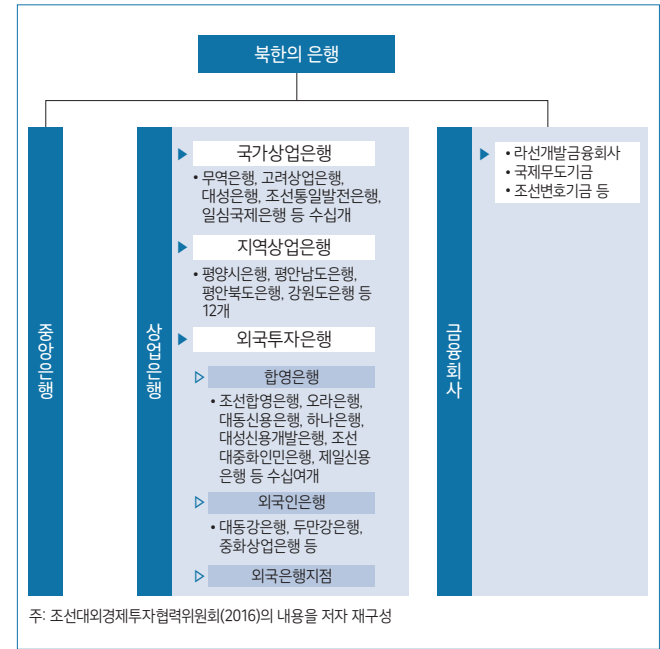 북한의 은행
중앙은행
상업은행
국가상업은행
• 무역은행, 고려상업은행,
대성은행, 조선통일발전은행,
일심국제은행 등 수십개
지역상업은행
• 평양시은행, 평안남도은행,
평안북도은행, 강원도은행 등
12개
외국투자은행
합영은행
• 조선합영은행, 오라은행,
대동신용은행, 하나은행,
대성신용개발은행, 조선
대중화인민은행, 제일신용
은행 등 수십여개
외국인은행
• 대동강은행, 두만강은행,
중화상업은행 등
외국은행지점
금융회사
• 라선개발금융회사
• 국제무도기금
• 조선변호기금 등
주: 조선대외경제투자협력위원회(2016)의 내용을 저자 재구성